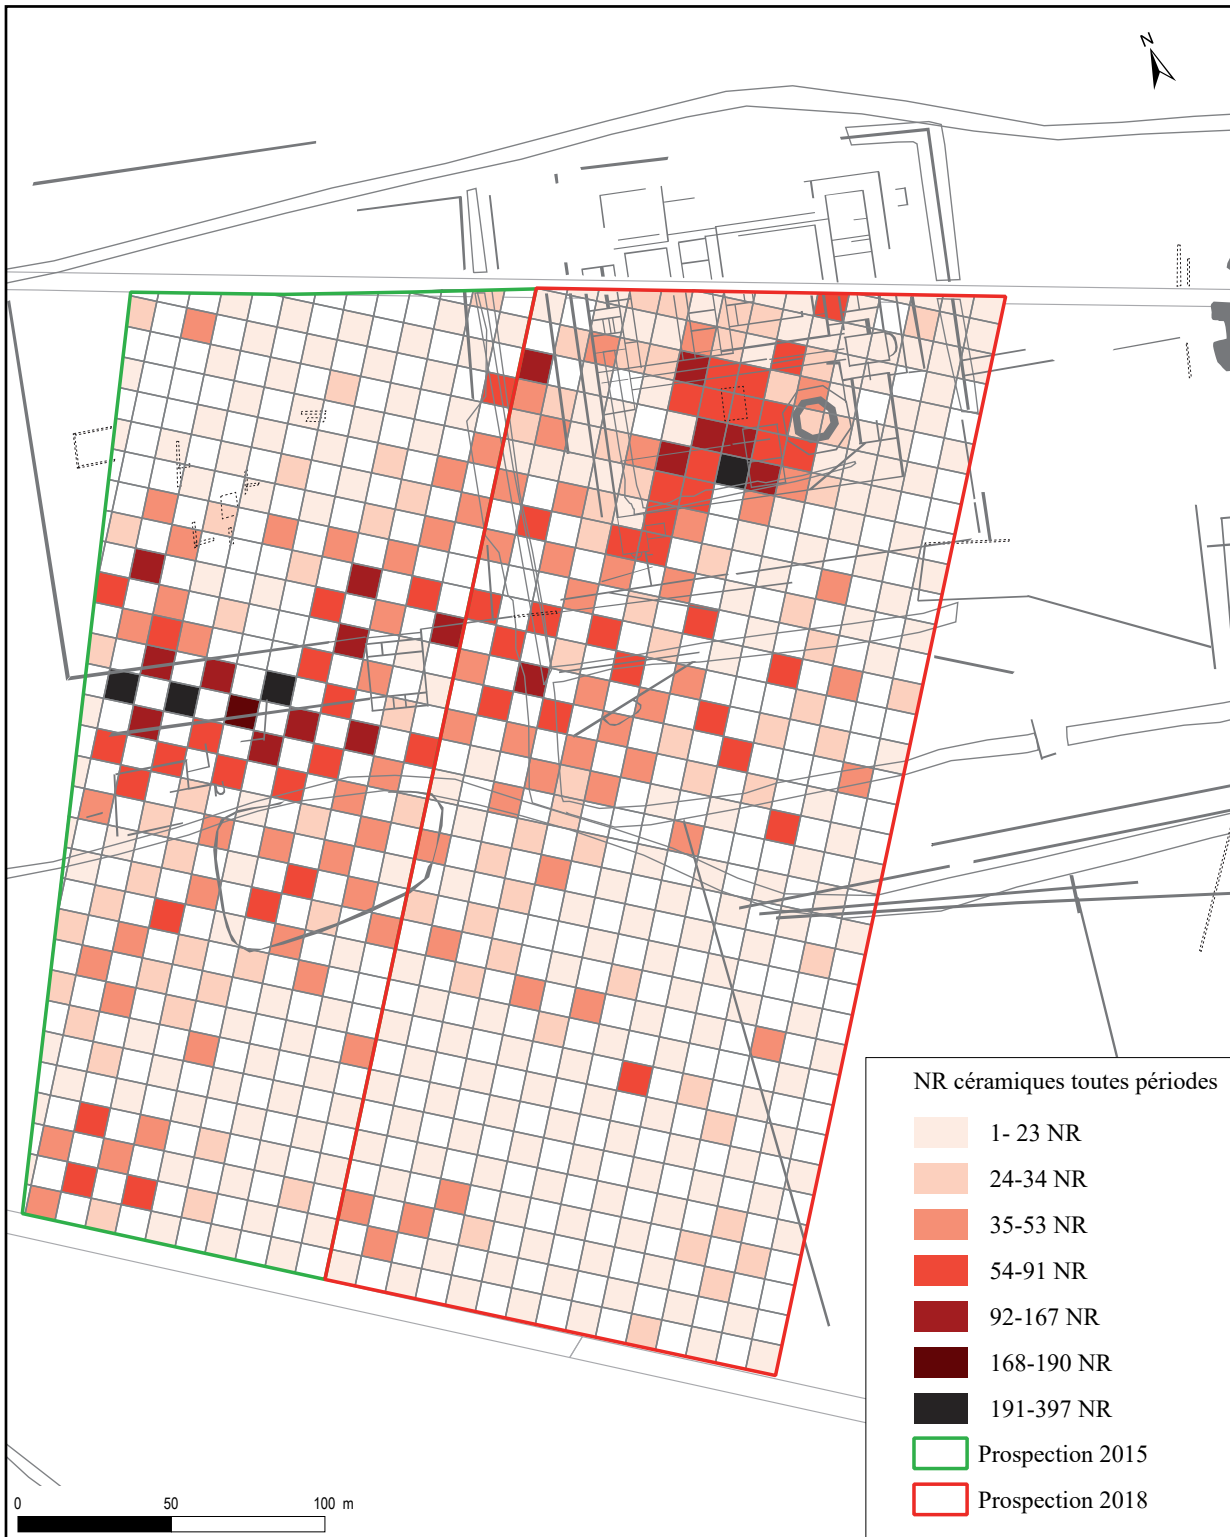 N
NR céramiques toutes périodes
1- 23 NR
24-34 NR
35-53 NR
54-91 NR
92-167 NR
168-190 NR
191-397 NR
Prospection 2015
Prospection 2018
0 50 100 m